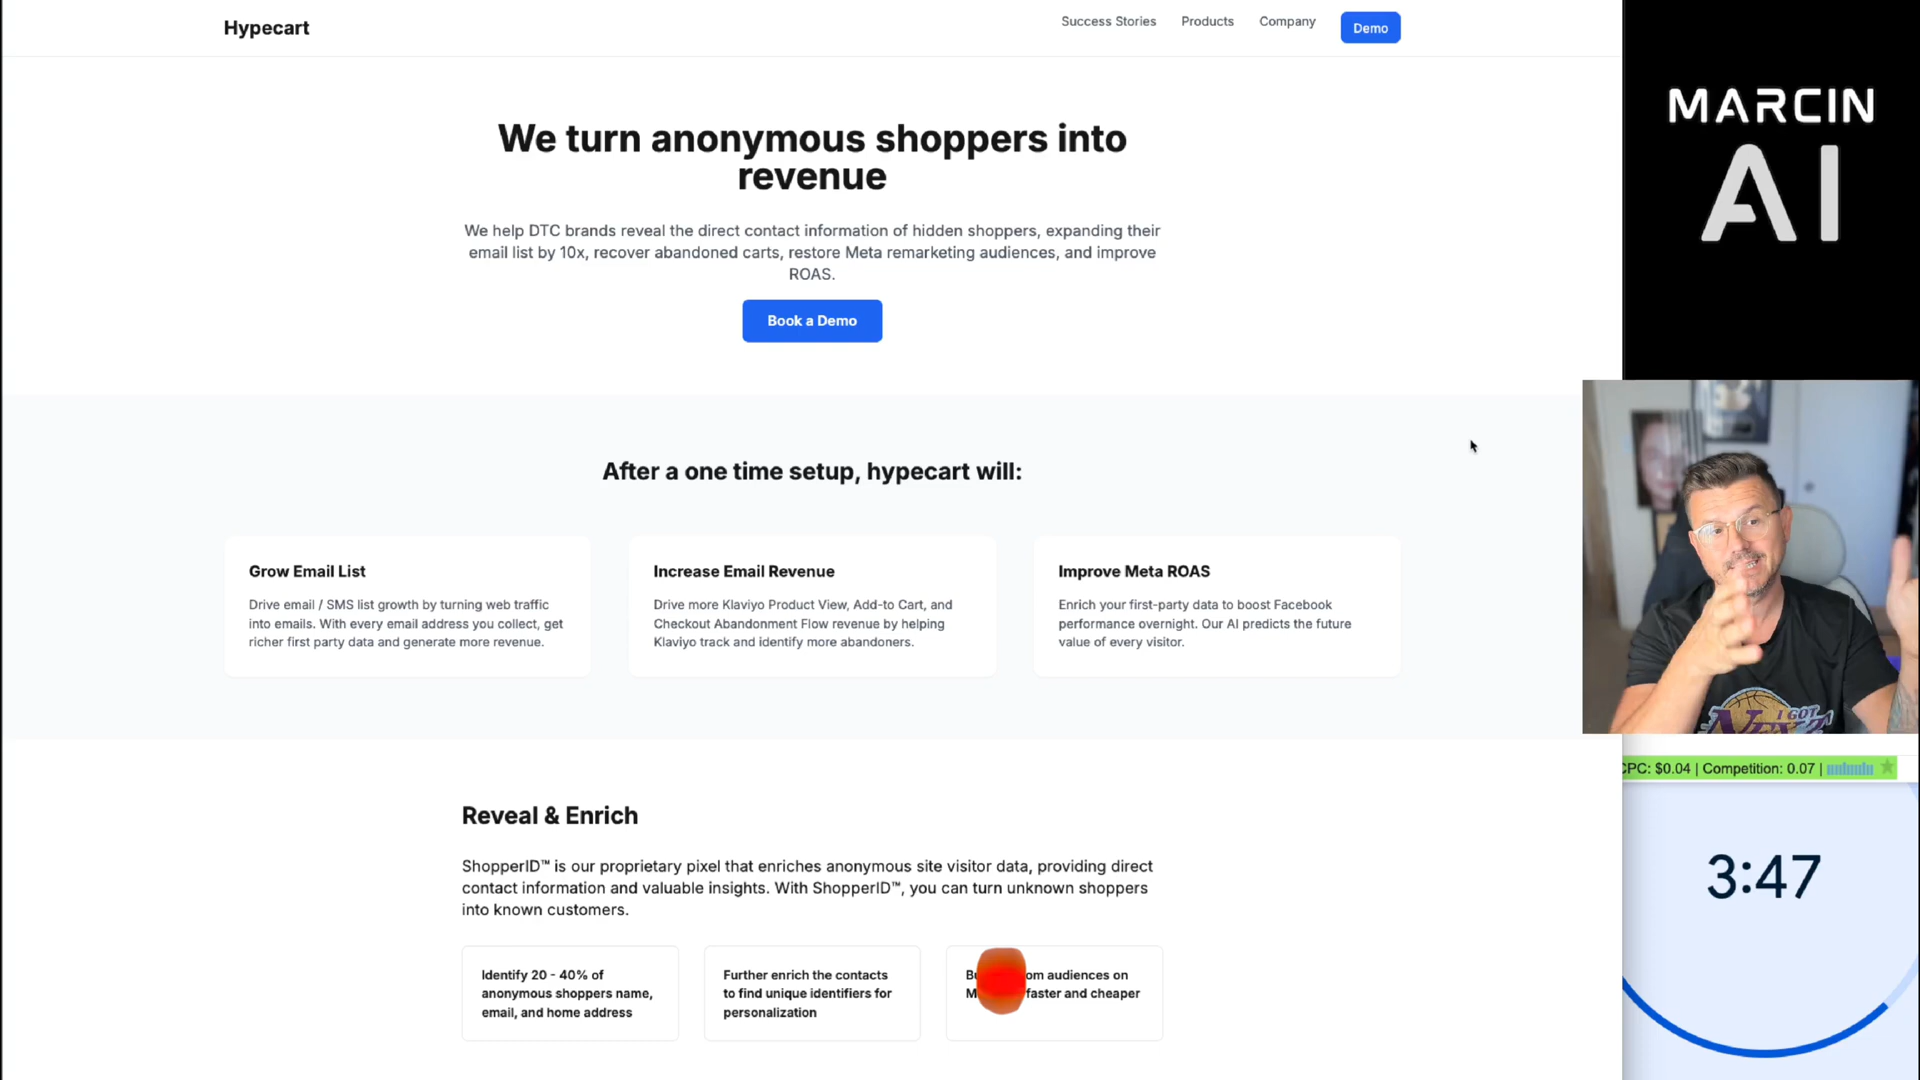 Hypecart
Success Stories
Products
Company
Demo
We turn anonymous shoppers into
revenue
We help DTC brands reveal the direct contact information of hidden shoppers, expanding their
email list by 10x, recover abandoned carts, restore Meta remarketing audiences, and improve
ROAS.
Book a Demo
After a one time setup, hypecart will:
Grow Email List
Drive email / SMS list growth by turning web traffic
into emails. With every email address you collect, get
richer first party data and generate more revenue.
Increase Email Revenue
Drive more Klaviyo Product View, Add-to Cart, and
Checkout Abandonment Flow revenue by helping
Klaviyo track and identify more abandoners.
Improve Meta ROAS
Enrich your first-party data to boost Facebook
performance overnight. Our AI predicts the future
value of every visitor.
Reveal & Enrich
ShopperID™ is our proprietary pixel that enriches anonymous site visitor data, providing direct
contact information and valuable insights. With ShopperID™, you can turn unknown shoppers
into known customers.
Identify 20 - 40% of
anonymous shoppers name,
email, and home address
Further enrich the contacts
to find unique identifiers for
personalization
audiences on
faster and cheaper
MARCIN
AI
I GOT
CPC: $0.04 | Competition: 0.07 |
3:47